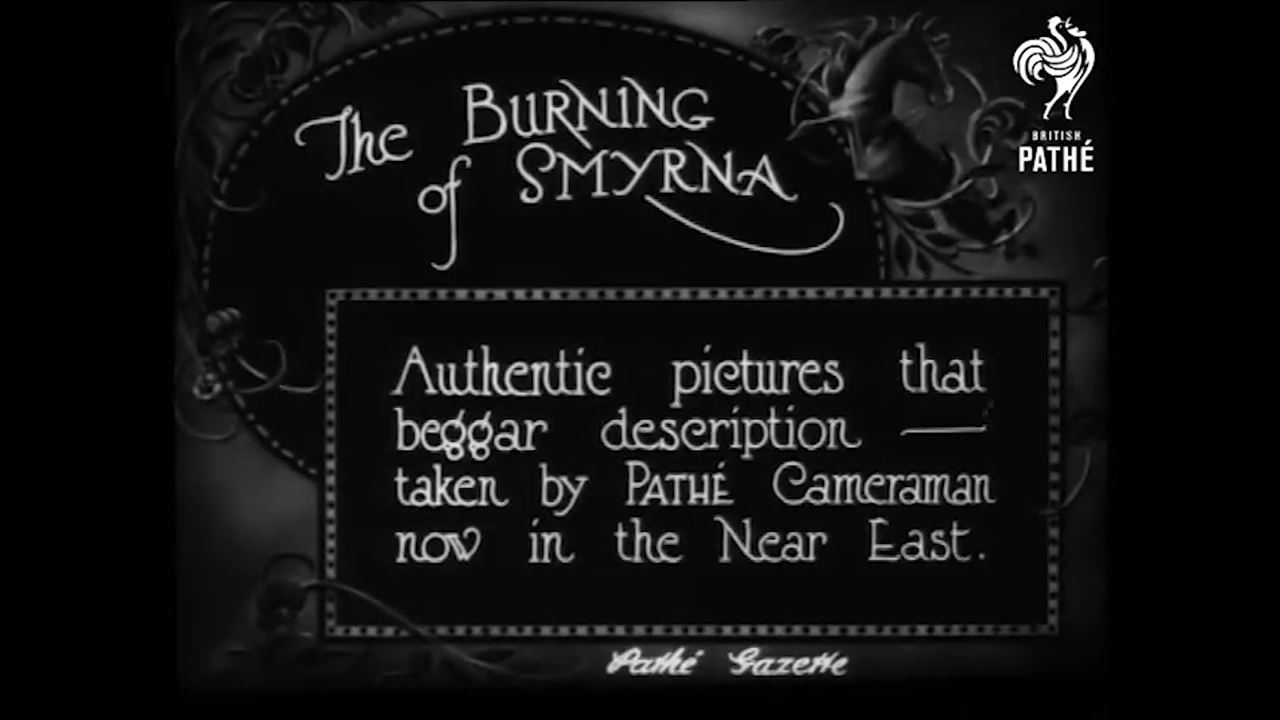 The BURNING
of SMYRNA
BRITISH
PATHÉ
Authentic pictures that
beggar description —
taken by PATHÉ Cameraman
now in the Near East.
Pathé Gazette